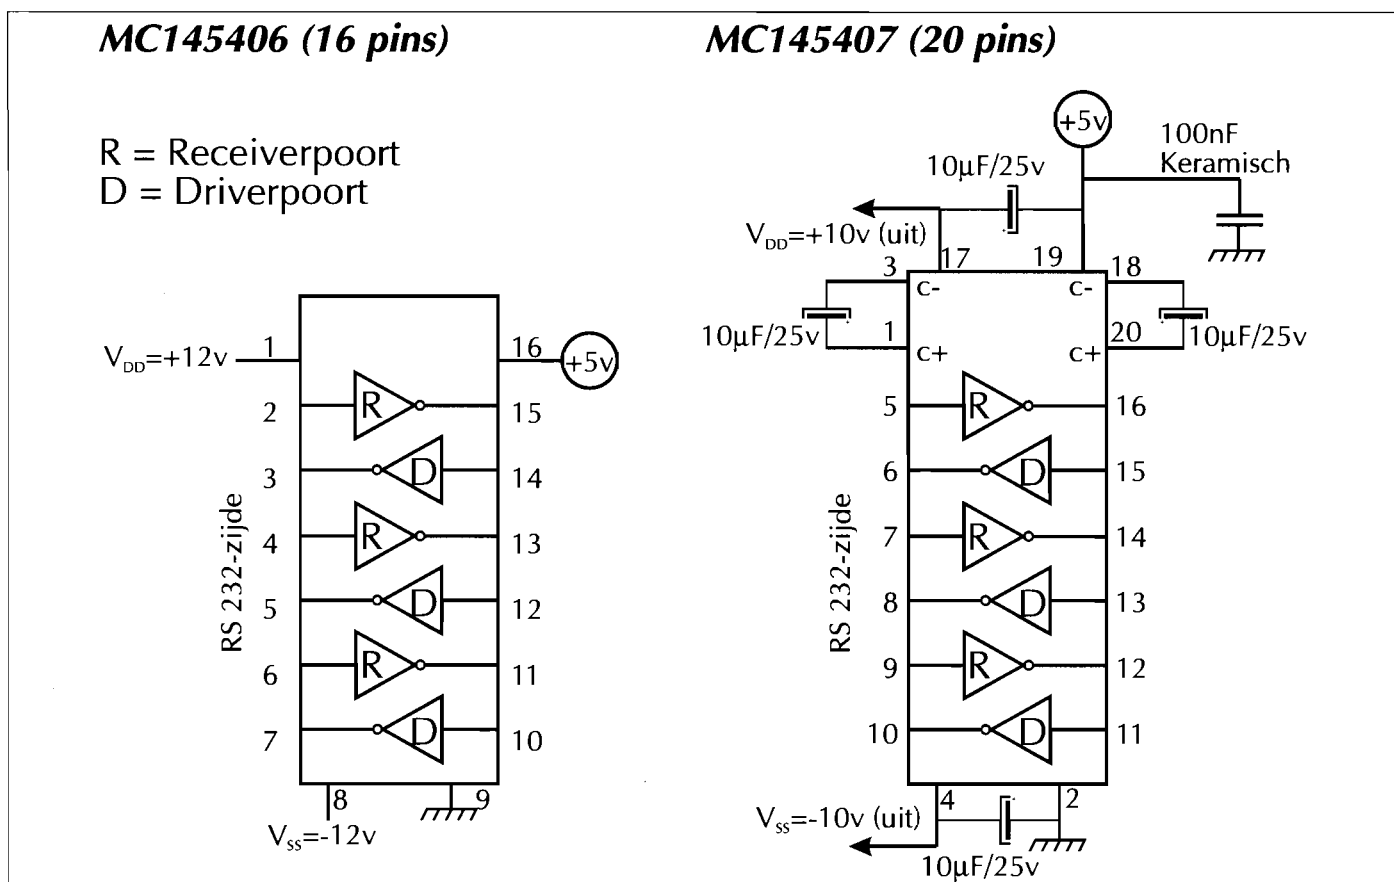 MC145406 (16 pins)
R = Receiverpoort
D = Driverpoort
V_DD=+12v
1
16
+5v
2
R
15
3
D
14
4
R
13
5
D
12
6
R
11
7
D
10
RS 232-zijde
8
9
V_SS=-12v
MC145407 (20 pins)
+5v
100nF
Keramisch
10µF/25v
V_DD=+10v (uit)
17
19
3
C-
C-
18
10µF/25v
10µF/25v
1
C+
C+
20
5
R
16
6
D
15
7
R
14
8
D
13
9
R
12
10
D
11
RS 232-zijde
4
2
V_SS=-10v (uit)
10µF/25v